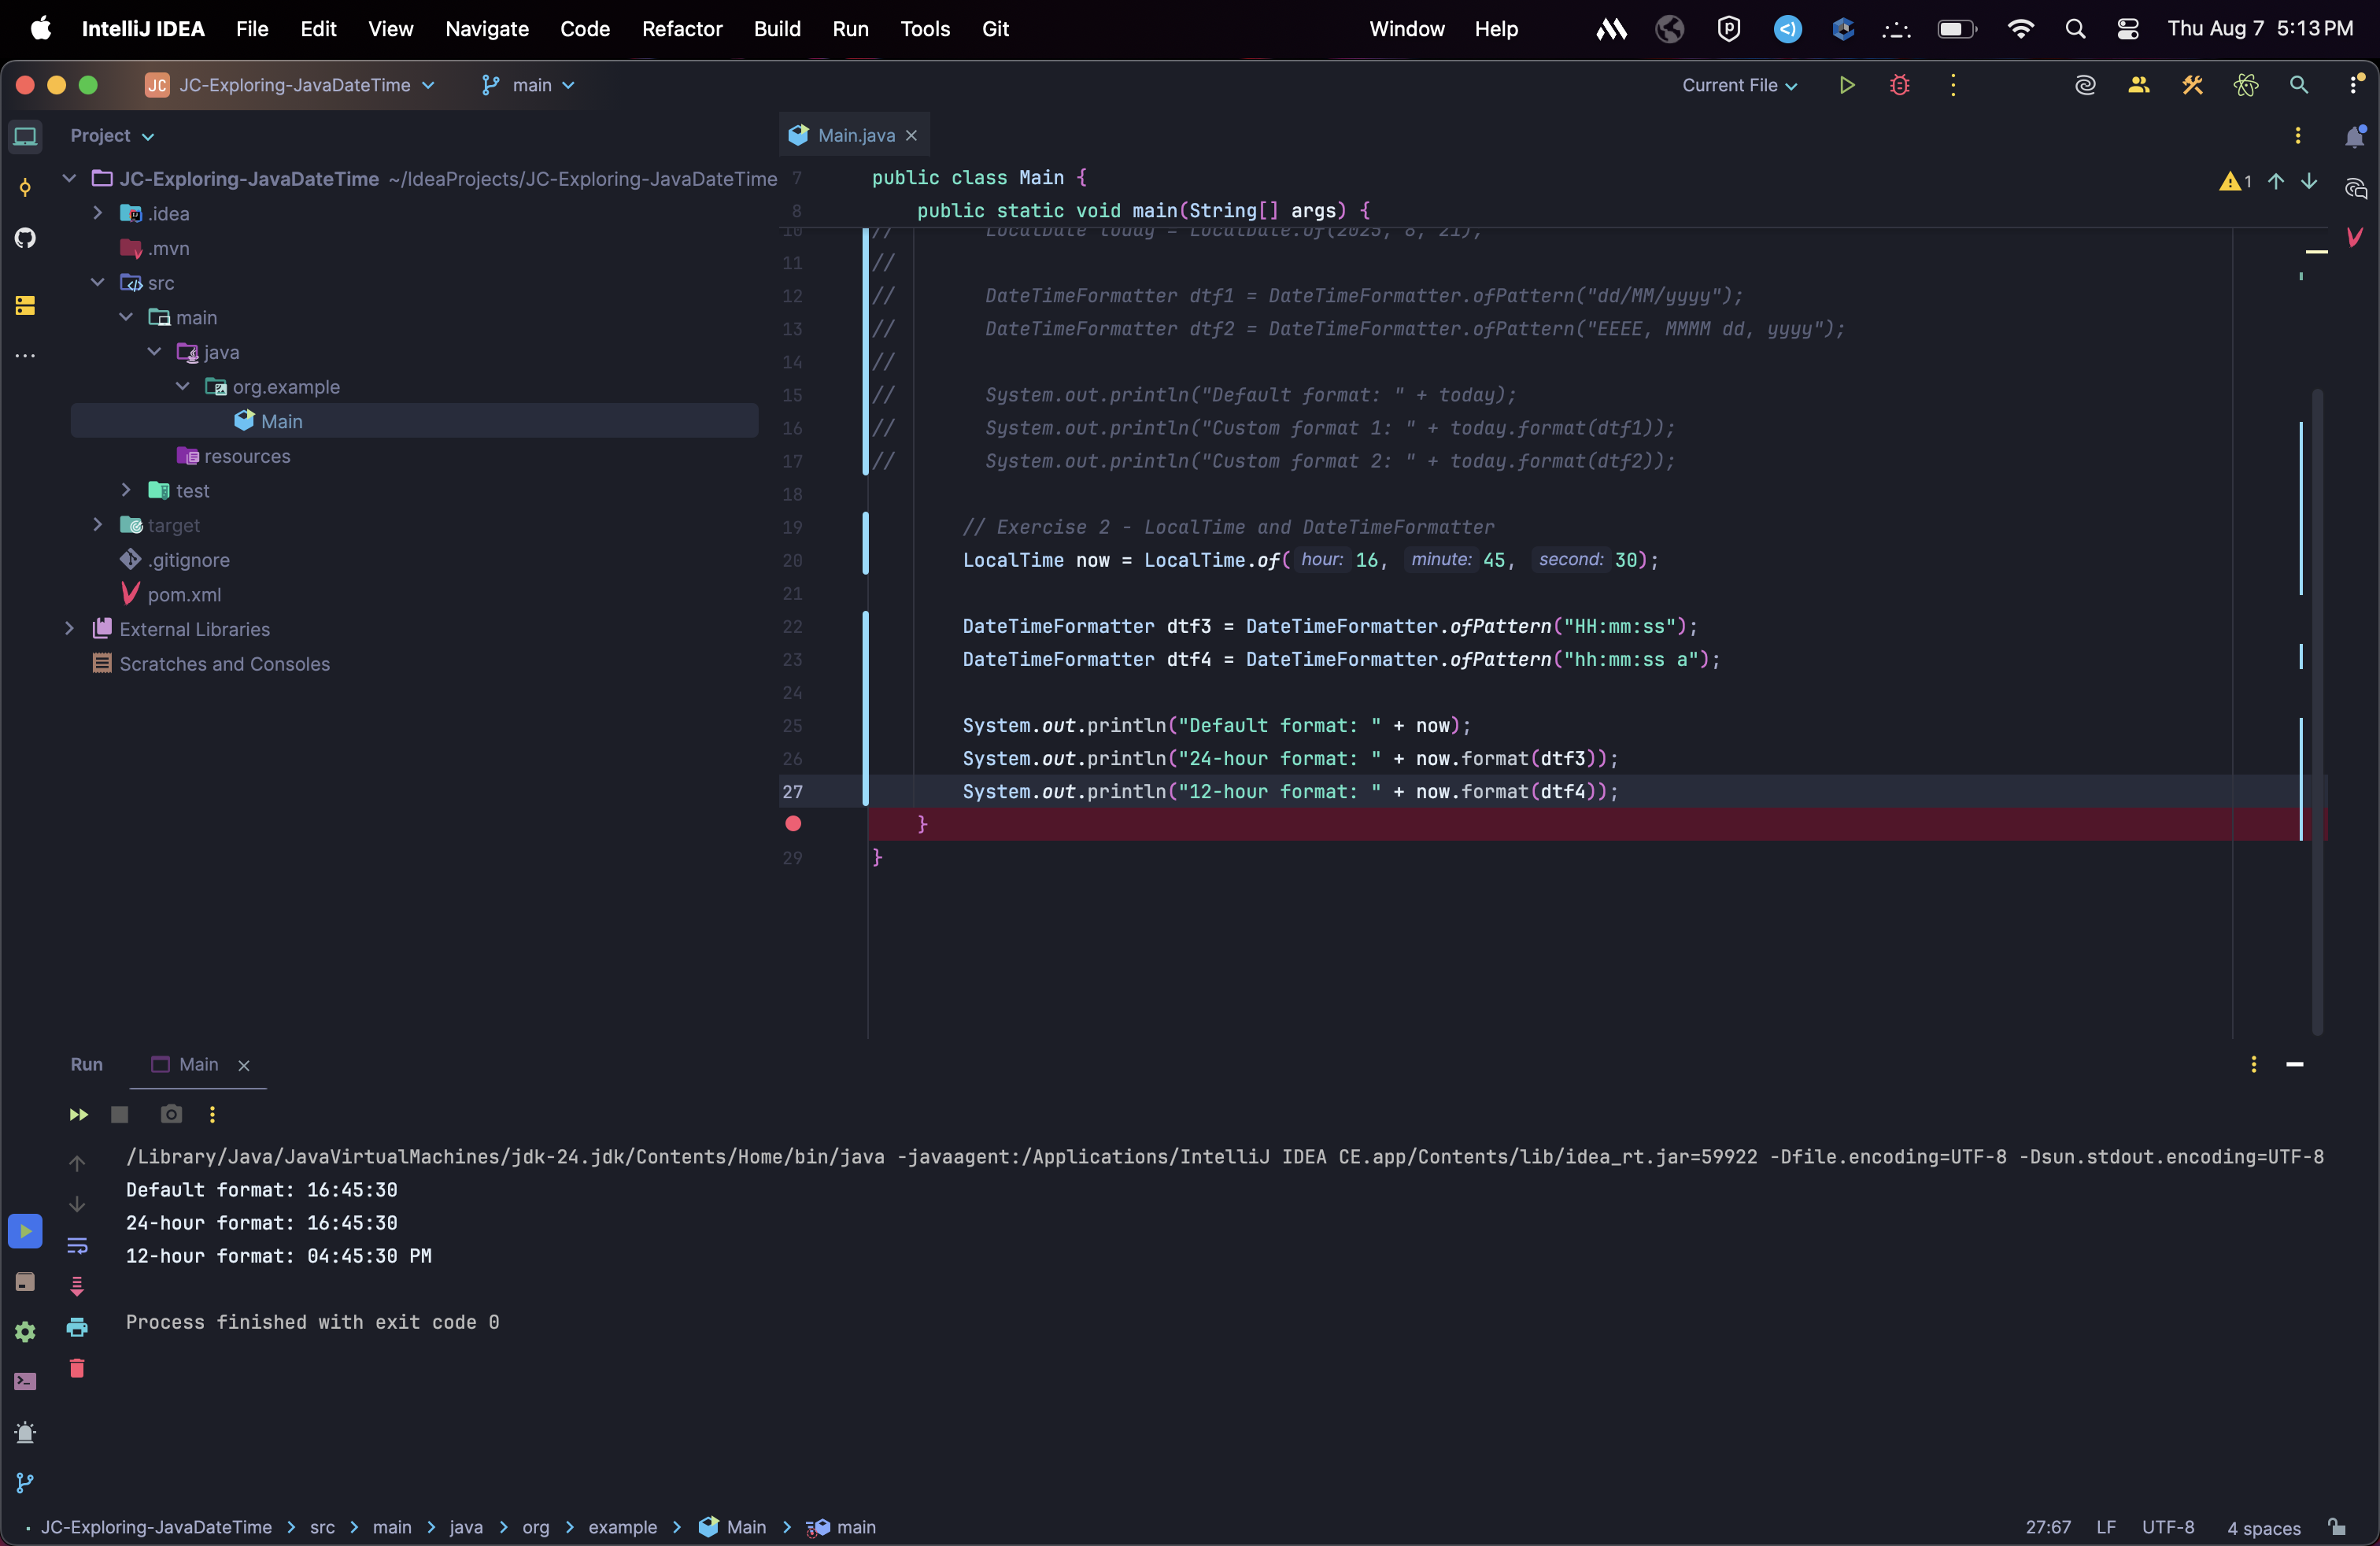 IntelliJ IDEA File Edit View Navigate Code Refactor Build Run Tools Git Window Help Thu Aug 7 5:13 PM
JC JC-Exploring-JavaDateTime main Current File
Project
Main.java
JC-Exploring-JavaDateTime ~/IdeaProjects/JC-Exploring-JavaDateTime
.idea
.mvn
src
main
java
org.example
Main
resources
test
target
.gitignore
pom.xml
External Libraries
Scratches and Consoles
7 public class Main {
1
8 public static void main(String[] args) {
10 // LocalDate today = LocalDate.of(2025, 8, 21);
11 //
12 // DateTimeFormatter dtf1 = DateTimeFormatter.ofPattern("dd/MM/yyyy");
13 // DateTimeFormatter dtf2 = DateTimeFormatter.ofPattern("EEEE, MMMM dd, yyyy");
14 //
15 // System.out.println("Default format: " + today);
16 // System.out.println("Custom format 1: " + today.format(dtf1));
17 // System.out.println("Custom format 2: " + today.format(dtf2));
18
19 // Exercise 2 - LocalTime and DateTimeFormatter
20 LocalTime now = LocalTime.of( hour: 16, minute: 45, second: 30);
21
22 DateTimeFormatter dtf3 = DateTimeFormatter.ofPattern("HH:mm:ss");
23 DateTimeFormatter dtf4 = DateTimeFormatter.ofPattern("hh:mm:ss a");
24
25 System.out.println("Default format: " + now);
26 System.out.println("24-hour format: " + now.format(dtf3));
27 System.out.println("12-hour format: " + now.format(dtf4));
}
29 }
Run Main
/Library/Java/JavaVirtualMachines/jdk-24.jdk/Contents/Home/bin/java -javaagent:/Applications/IntelliJ IDEA CE.app/Contents/lib/idea_rt.jar=59922 -Dfile.encoding=UTF-8 -Dsun.stdout.encoding=UTF-8
Default format: 16:45:30
24-hour format: 16:45:30
12-hour format: 04:45:30 PM
Process finished with exit code 0
JC-Exploring-JavaDateTime > src > main > java > org > example > Main > main 27:67 LF UTF-8 4 spaces